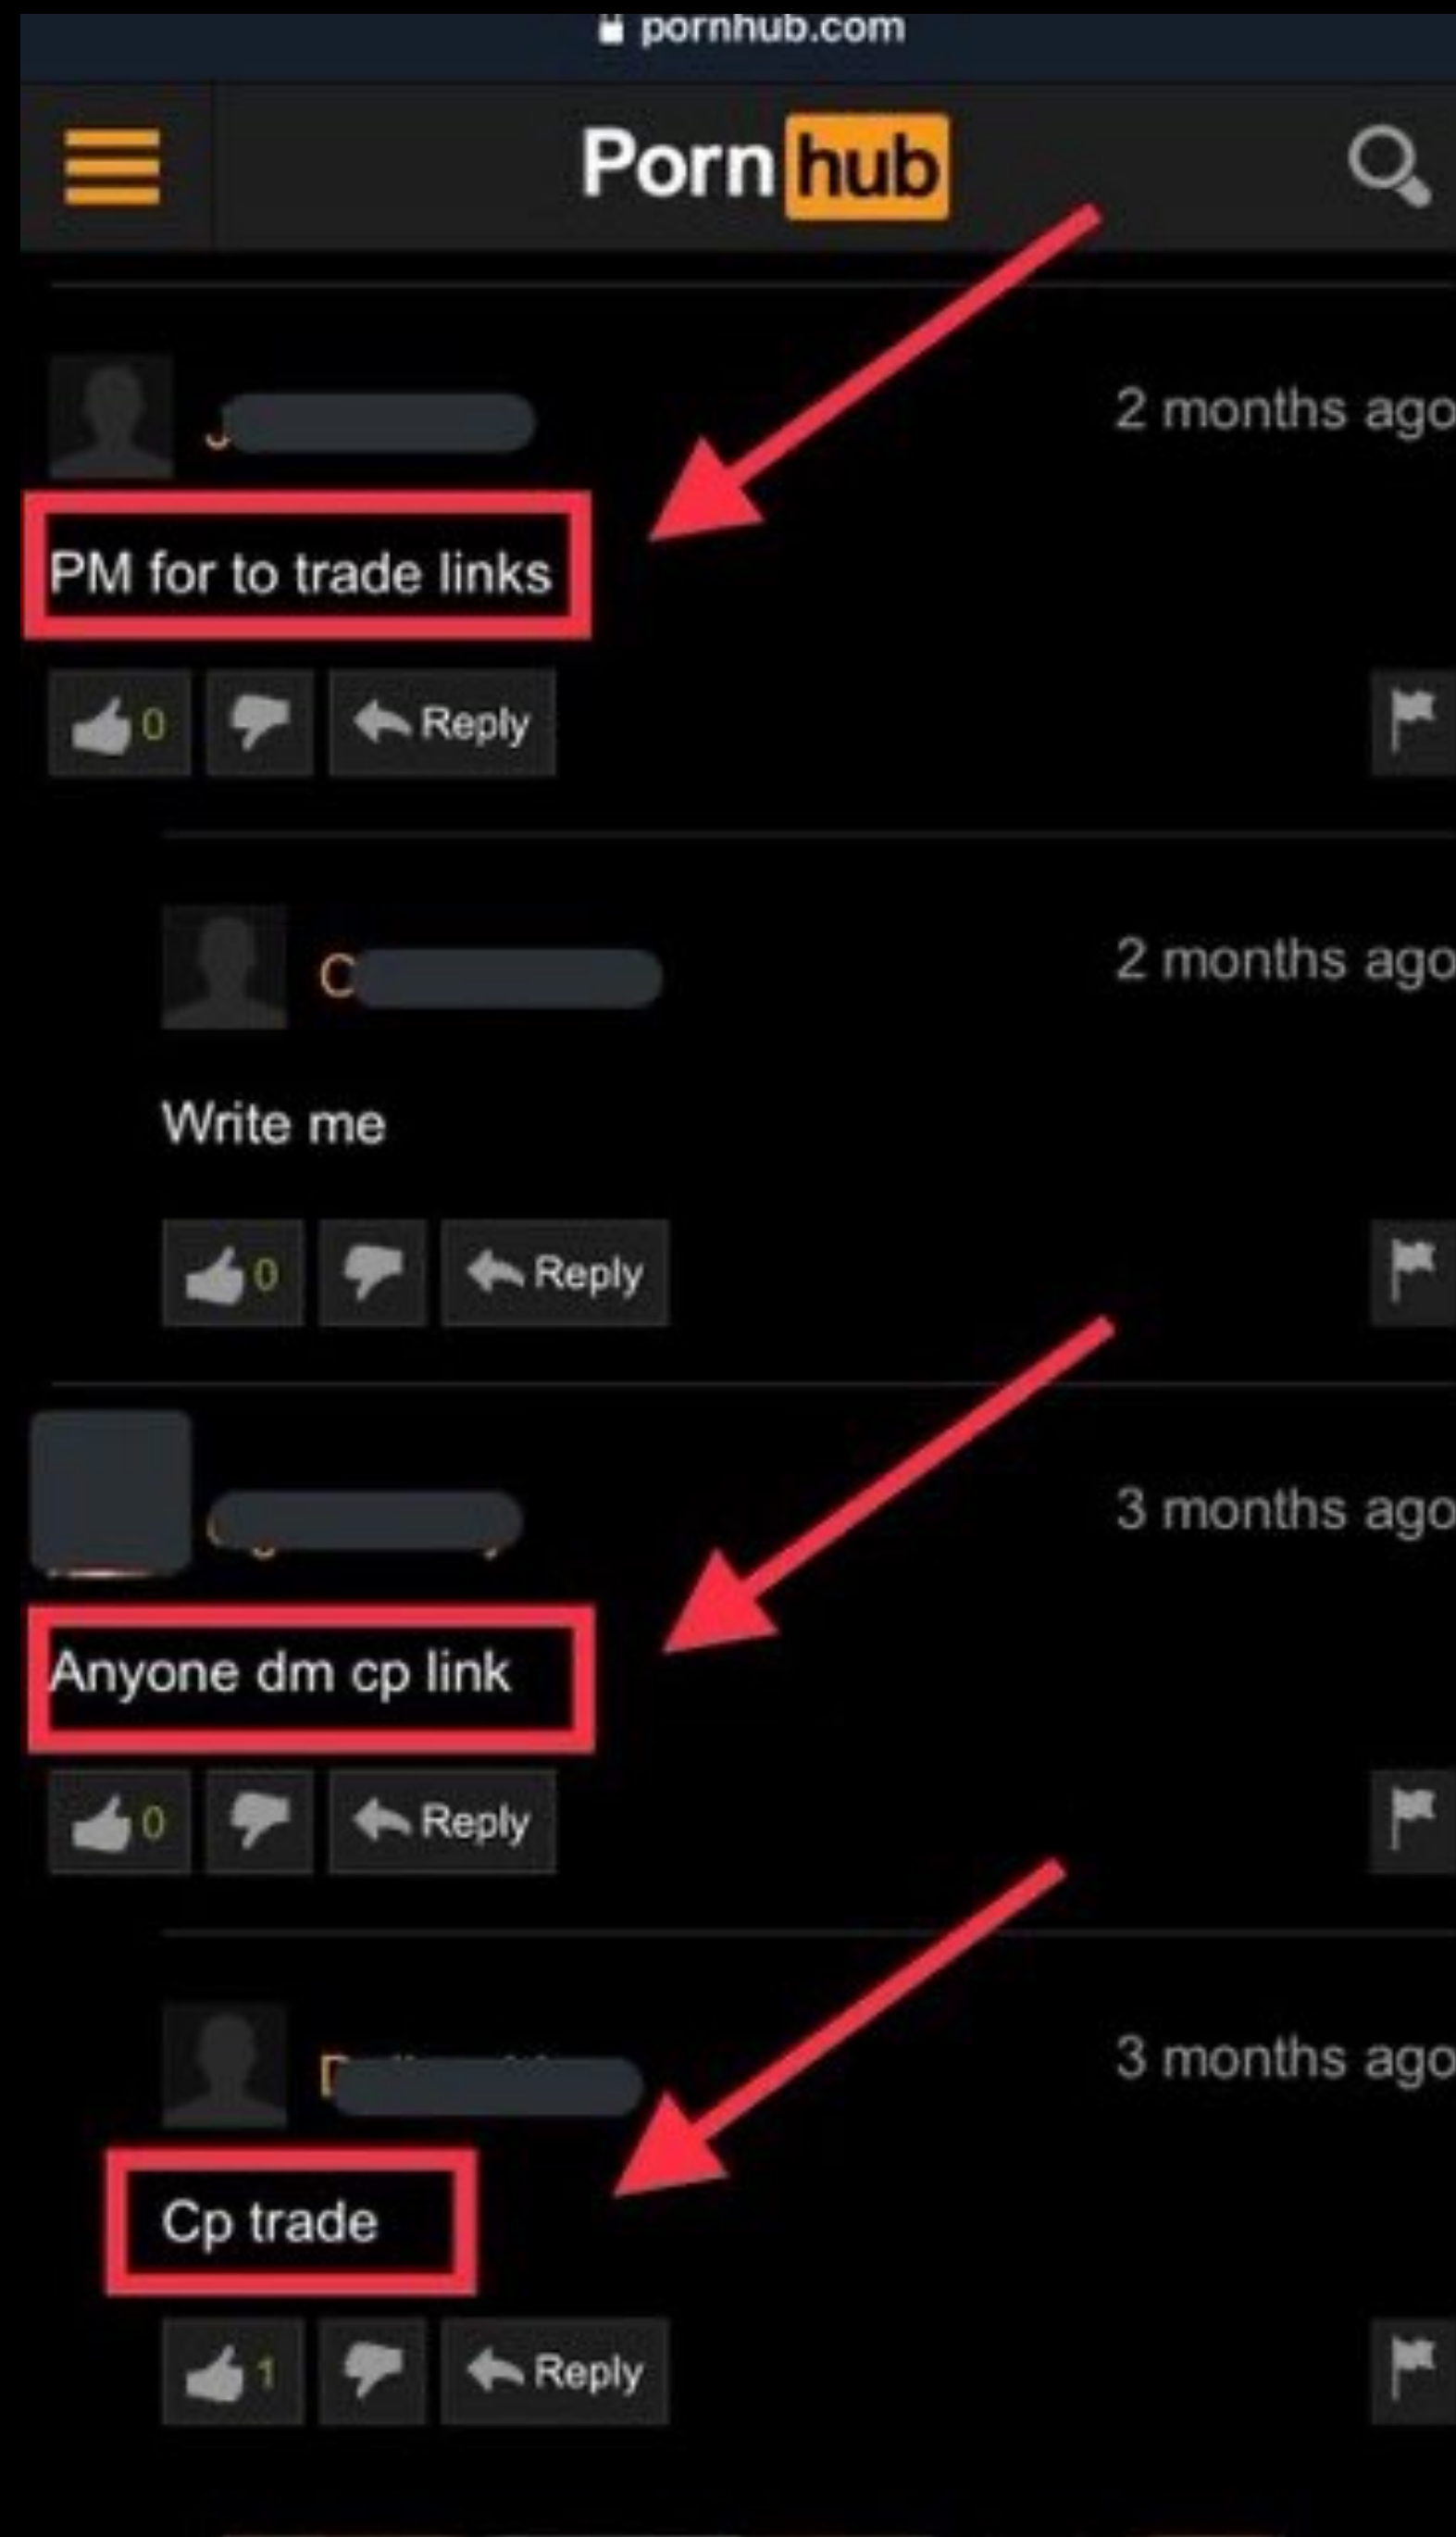 pornhub.com
Porn hub
2 months ago
PM for to trade links
0 Reply
2 months ago
Write me
0 Reply
3 months ago
Anyone dm cp link
0 Reply
3 months ago
Cp trade
1 Reply